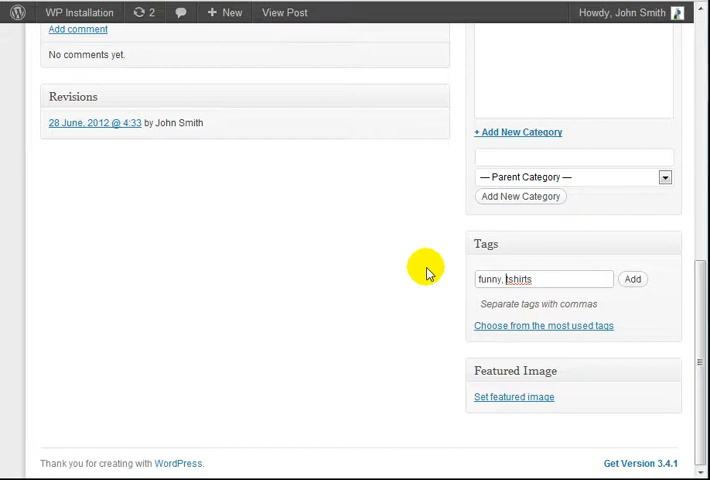 WP Installation 2 + New View Post Howdy, John Smith
Add comment
No comments yet.
Revisions
28 June, 2012 @ 4:33 by John Smith
+ Add New Category
— Parent Category —
Add New Category
Tags
funny, tshirts Add
Separate tags with commas
Choose from the most used tags
Featured Image
Set featured image
Thank you for creating with WordPress. Get Version 3.4.1